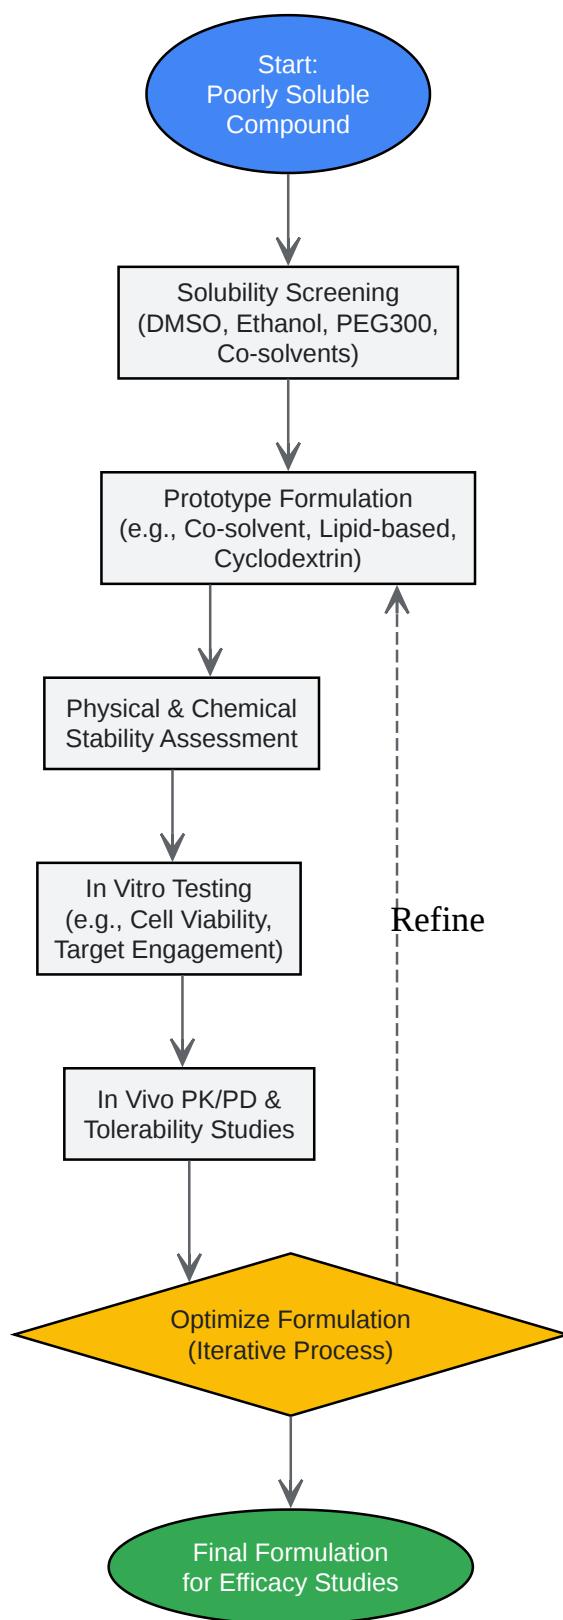 Start:
Poorly Soluble
Compound
Solubility Screening
(DMSO, Ethanol, PEG300,
Co-solvents)
Prototype Formulation
(e.g., Co-solvent, Lipid-based,
Cyclodextrin)
Physical & Chemical
Stability Assessment
In Vitro Testing
(e.g., Cell Viability,
Target Engagement)
Refine
In Vivo PK/PD &
Tolerability Studies
Optimize Formulation
(Iterative Process)
Final Formulation
for Efficacy Studies